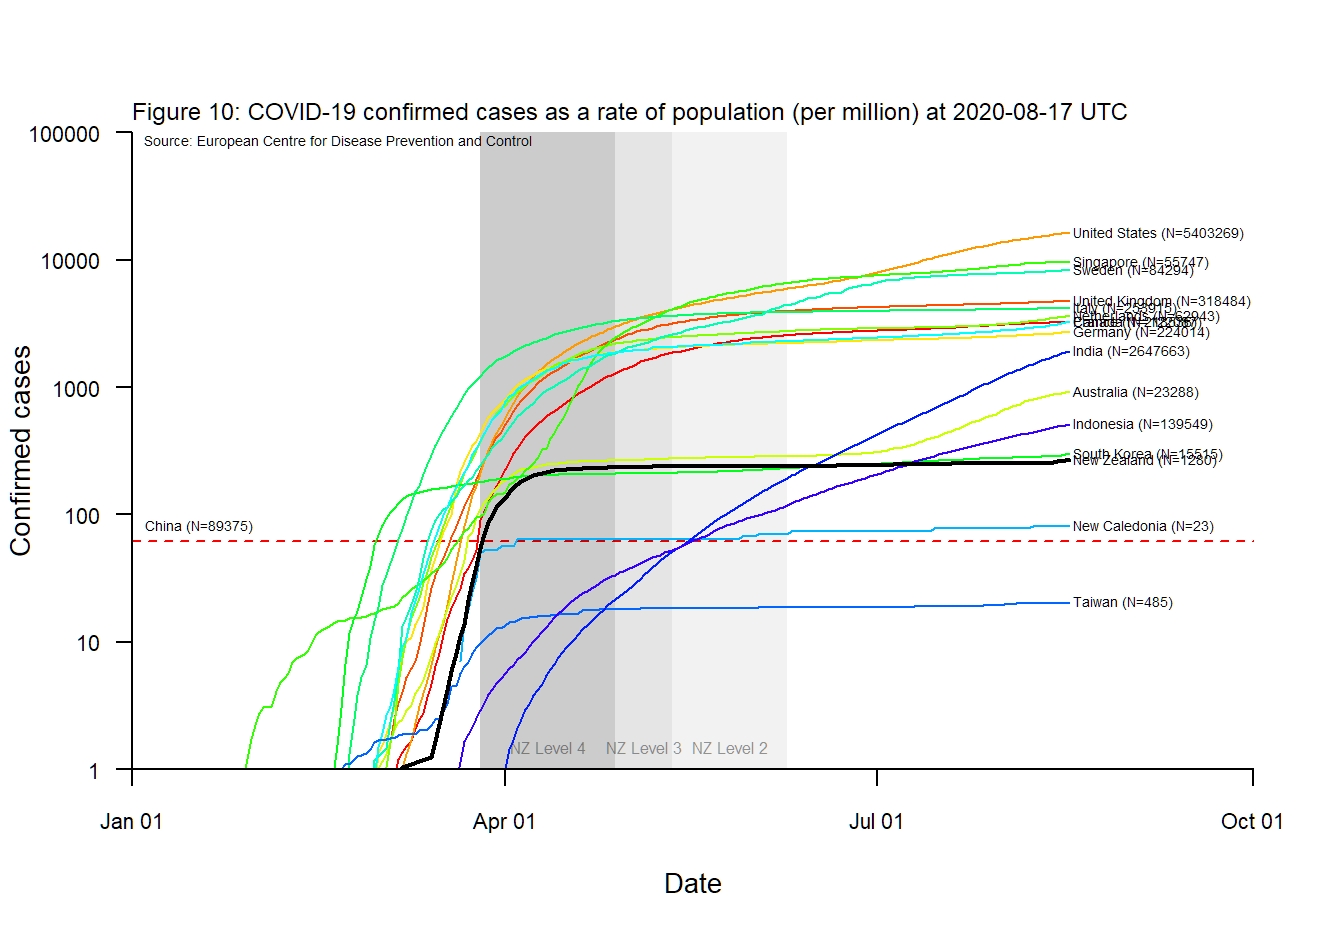 Figure 10: COVID-19 confirmed cases as a rate of population (per million) at 2020-08-17 UTC
Source: European Centre for Disease Prevention and Control
Confirmed cases
100000
10000
1000
100
10
1
China (N=89375)
United States (N=5403269)
Singapore (N=55747)
Sweden (N=84294)
United Kingdom (N=318484)
Italy (N=253915)
Netherlands (N=62943)
Germany (N=224014)
India (N=2647663)
Australia (N=23288)
Indonesia (N=139549)
South Korea (N=15515)
New Zealand (N=1280)
New Caledonia (N=23)
Taiwan (N=485)
NZ Level 4
NZ Level 3
NZ Level 2
Jan 01
Apr 01
Jul 01
Oct 01
Date